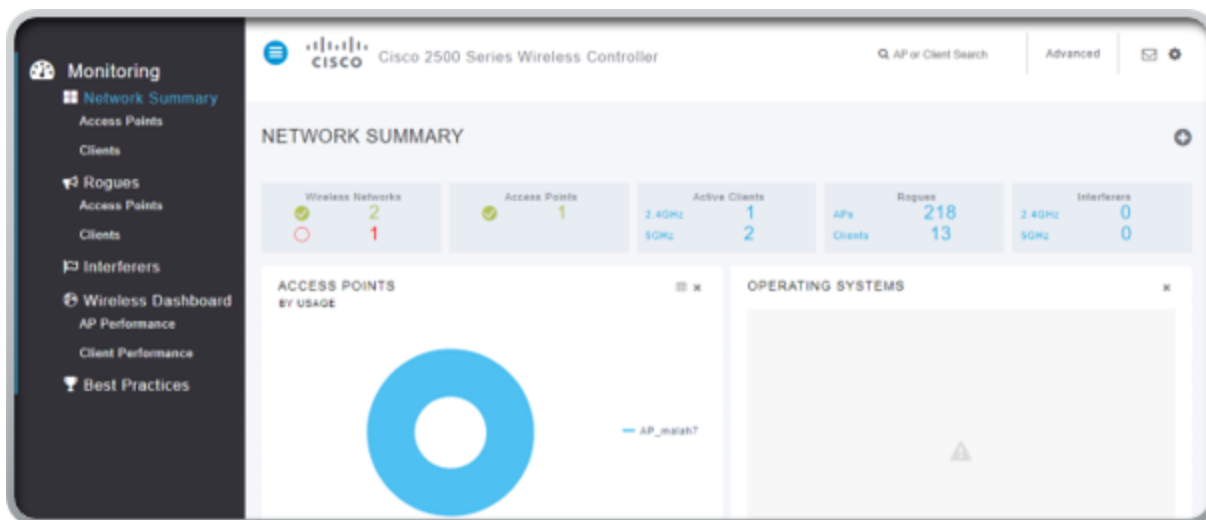 Monitoring
Network Summary
Access Points
Clients
Rogues
Access Points
Clients
Interferers
Wireless Dashboard
AP Performance
Client Performance
Best Practices
CISCO Cisco 2500 Series Wireless Controller
AP or Client Search
Advanced
NETWORK SUMMARY
Wireless Networks
2
1
Access Points
1
Active Clients
2.4GHz 1
5GHz 2
Rogues
APs 218
Clients 13
Interferers
2.4GHz 0
5GHz 0
ACCESS POINTS
BY USAGE
AP_malah7
OPERATING SYSTEMS